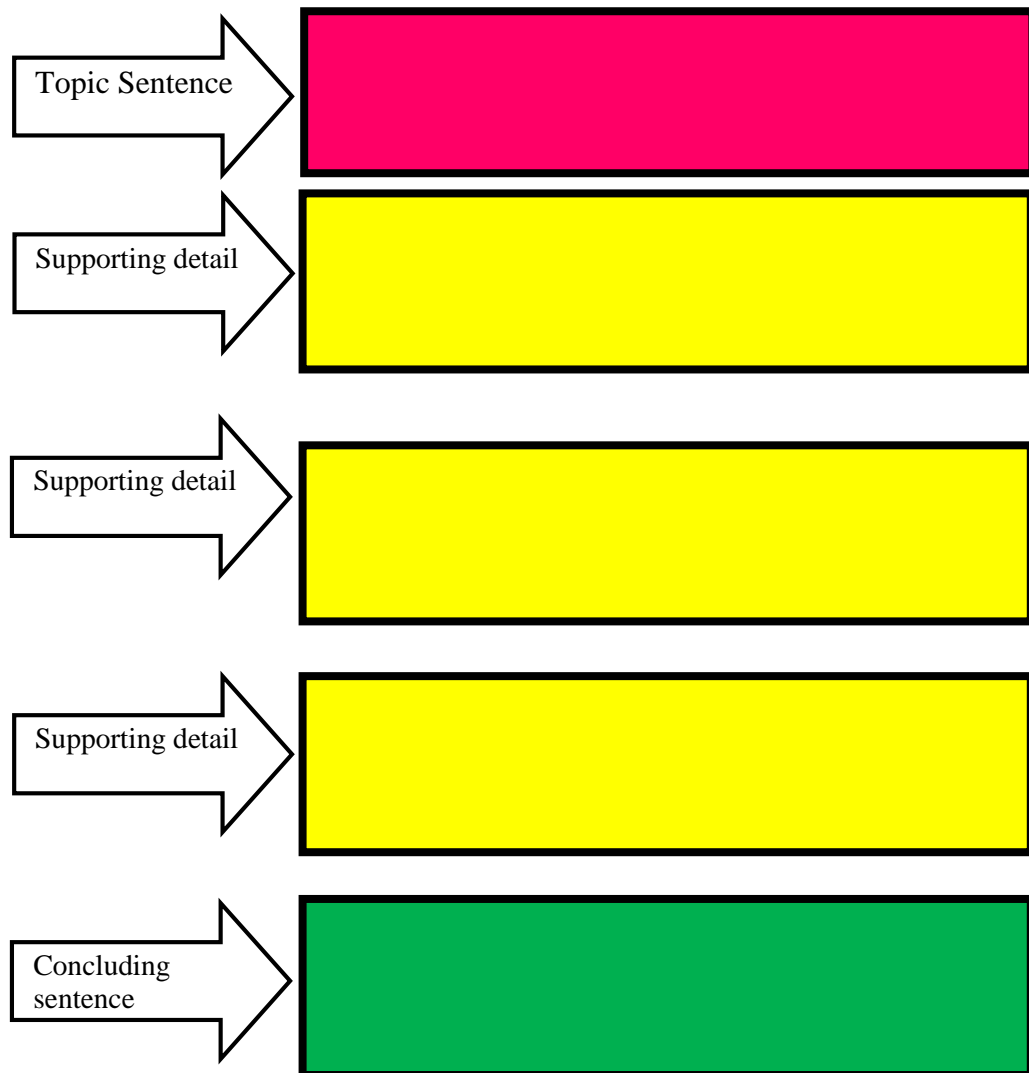 Topic Sentence
Supporting detail
Supporting detail
Supporting detail
Concluding
sentence